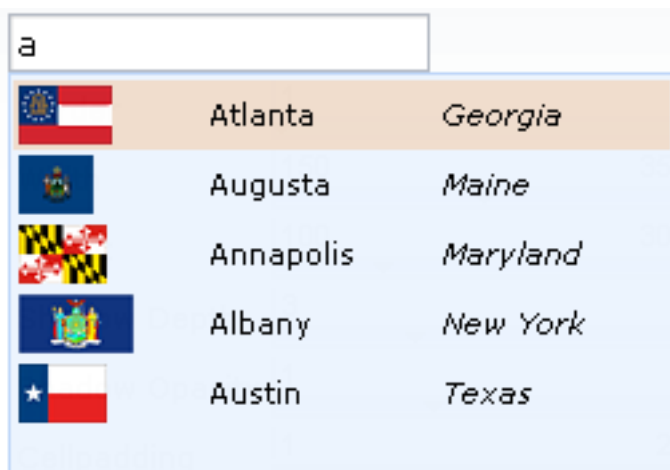 a
Atlanta Georgia
Augusta Maine
Annapolis Maryland
Albany New York
Austin Texas